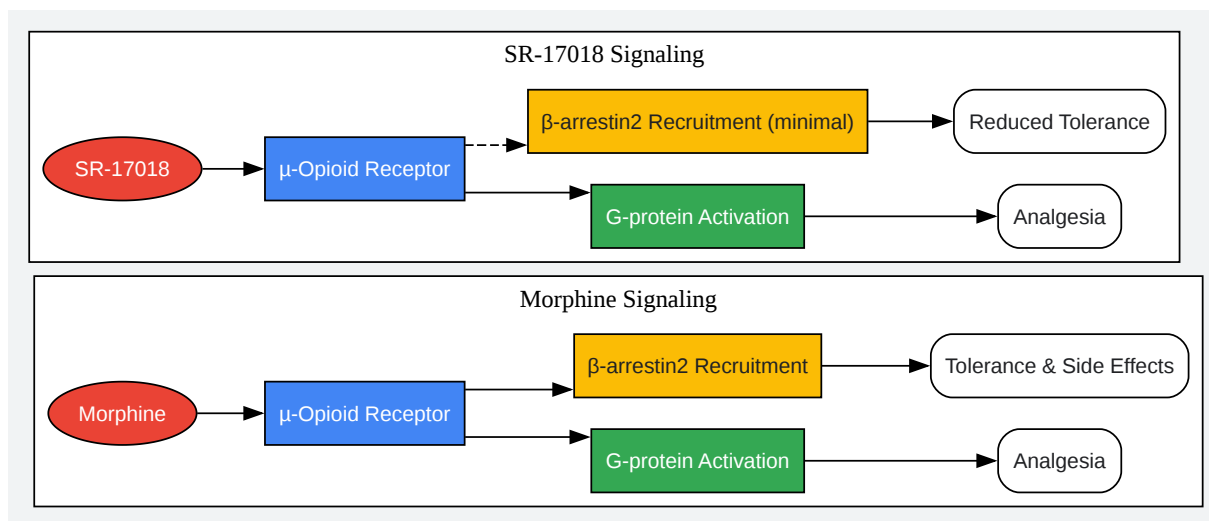 SR-17018 Signaling
SR-17018
µ-Opioid Receptor
β-arrestin2 Recruitment (minimal)
Reduced Tolerance
G-protein Activation
Analgesia
Morphine Signaling
Morphine
µ-Opioid Receptor
β-arrestin2 Recruitment
Tolerance & Side Effects
G-protein Activation
Analgesia